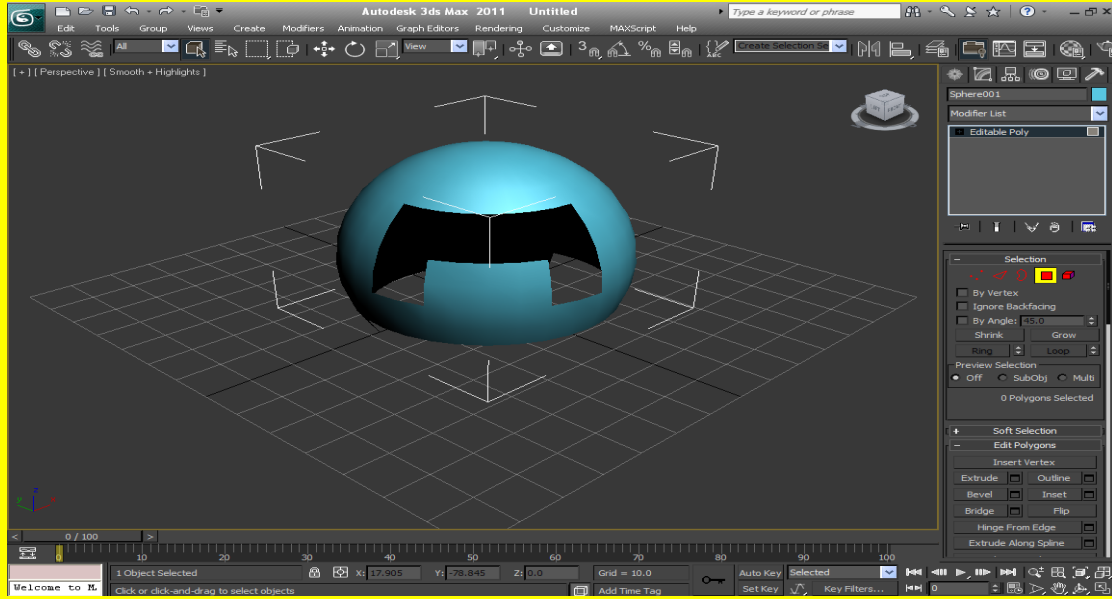 Autodesk 3ds Max 2011 Untitled
Type a keyword or phrase
Edit Tools Group Views Create Modifiers Animation Graph Editors Rendering Customize MAXScript Help
All
View
Create Selection Se
[ + ] [ Perspective ] [ Smooth + Highlights ]
Sphere001
Modifier List
Editable Poly
Selection
By Vertex
Ignore Backfacing
By Angle: 45.0
Shrink Grow
Ring Loop
Preview Selection
Off SubObj Multi
0 Polygons Selected
+ Soft Selection
Edit Polygons
Insert Vertex
Extrude Outline
Bevel Inset
Bridge Flip
Hinge From Edge
Extrude Along Spline
< 0 / 100 >
0 10 20 30 40 50 60 70 80 90 100
1 Object Selected X: 17.905 Y: -78.845 Z: 0.0 Grid = 10.0 Auto Key Selected
Welcome to M. Click or click-and-drag to select objects Add Time Tag Set Key Key Filters... 0